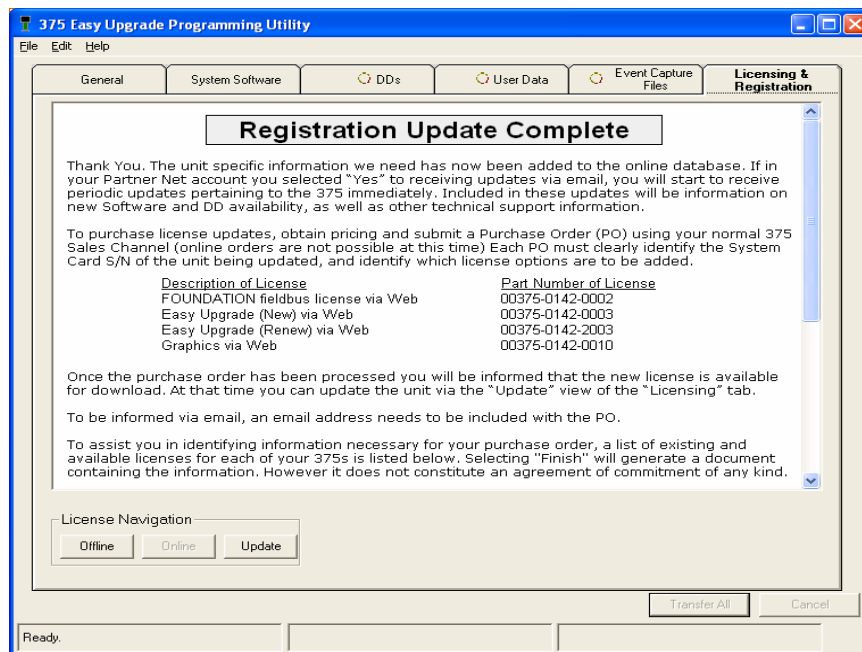 375 Easy Upgrade Programming Utility
File Edit Help
General
System Software
DDs
User Data
Event Capture
Files
Licensing &
Registration
Registration Update Complete
Thank You. The unit specific information we need has now been added to the online database. If in
your Partner Net account you selected "Yes" to receiving updates via email, you will start to receive
periodic updates pertaining to the 375 immediately. Included in these updates will be information on
new Software and DD availability, as well as other technical support information.
To purchase license updates, obtain pricing and submit a Purchase Order (PO) using your normal 375
Sales Channel (online orders are not possible at this time) Each PO must clearly identify the System
Card S/N of the unit being updated, and identify which license options are to be added.
Description of License Part Number of License
FOUNDATION fieldbus license via Web 00375-0142-0002
Easy Upgrade (New) via Web 00375-0142-0003
Easy Upgrade (Renew) via Web 00375-0142-2003
Graphics via Web 00375-0142-0010
Once the purchase order has been processed you will be informed that the new license is available
for download. At that time you can update the unit via the "Update" view of the "Licensing" tab.
To be informed via email, an email address needs to be included with the PO.
To assist you in identifying information necessary for your purchase order, a list of existing and
available licenses for each of your 375s is listed below. Selecting "Finish" will generate a document
containing the information. However it does not constitute an agreement of commitment of any kind.
License Navigation
Offline Online Update
Transfer All Cancel
Ready.